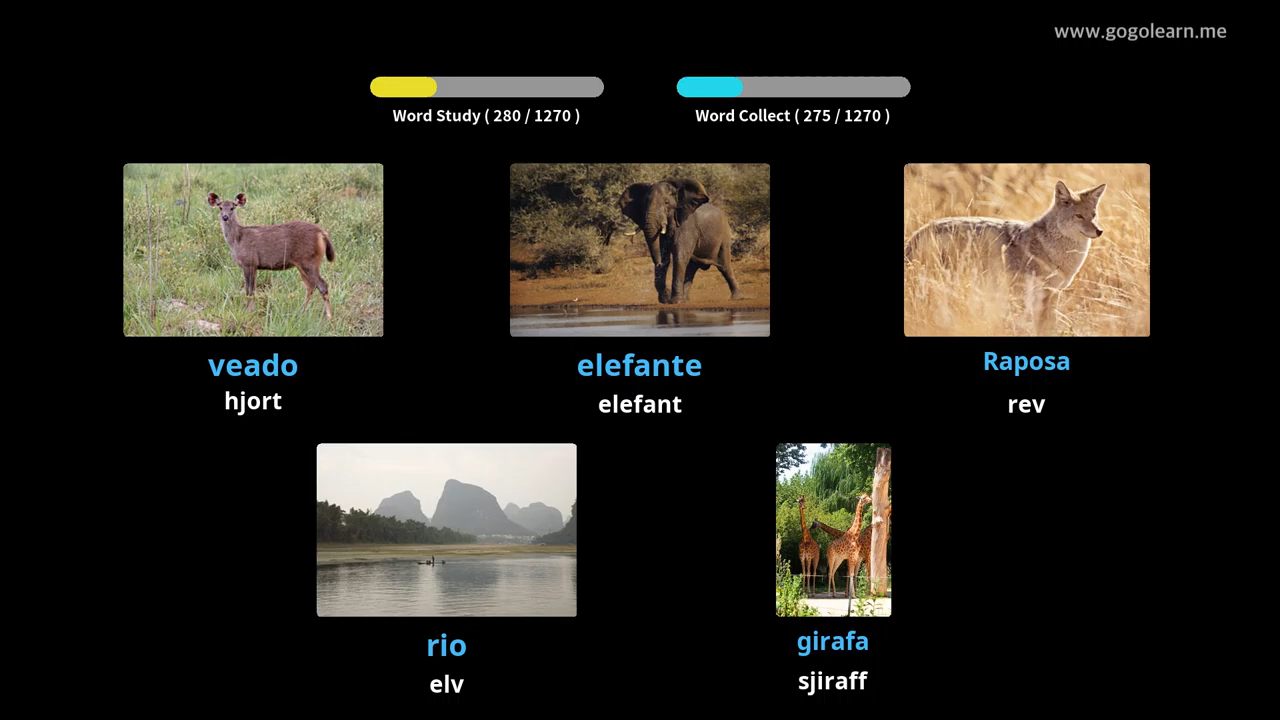 www.gogolearn.me
Word Study ( 280 / 1270 )
Word Collect ( 275 / 1270 )
veado
hjort
elefante
elefant
Raposa
rev
rio
elv
girafa
sjiraff